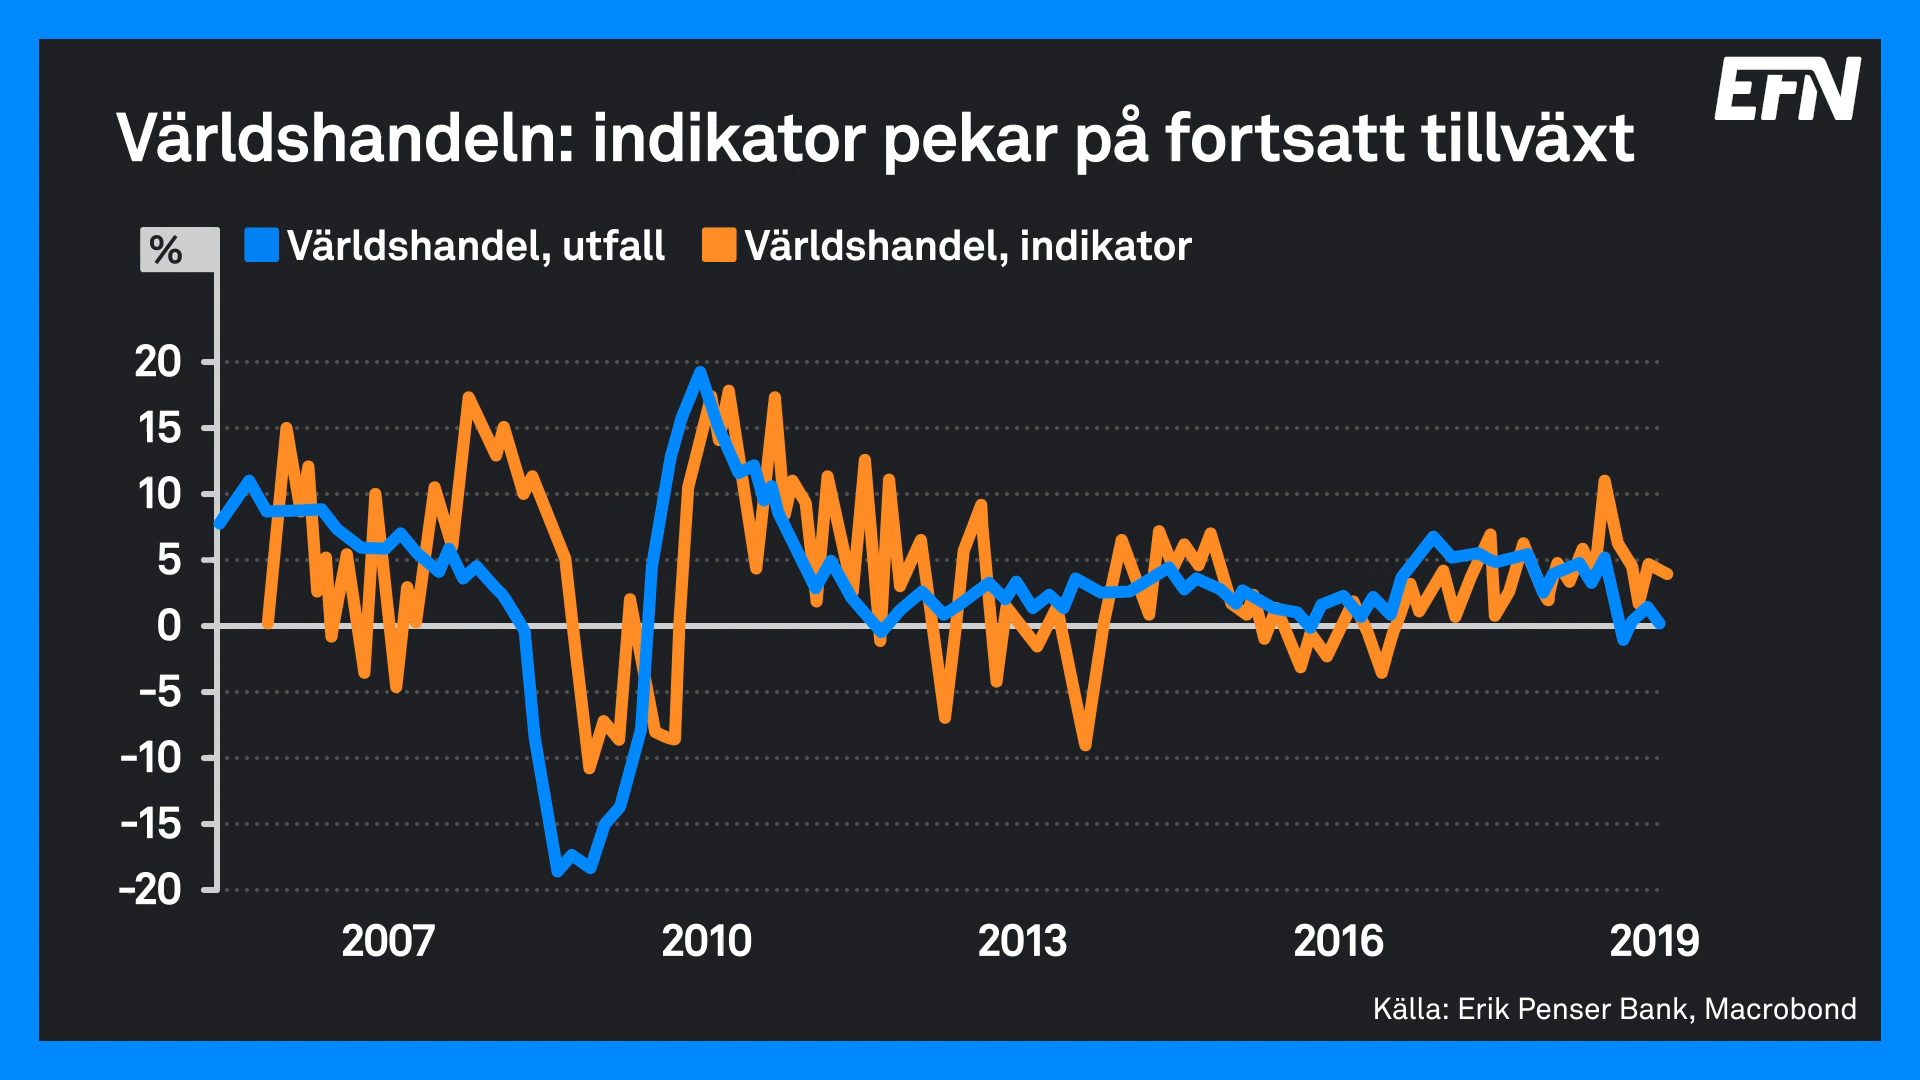 EFN
Världshandeln: indikator pekar på fortsatt tillväxt
% Världshandel, utfall Världshandel, indikator
20
15
10
5
0
−5
−10
−15
−20
2007 2010 2013 2016 2019
Källa: Erik Penser Bank, Macrobond